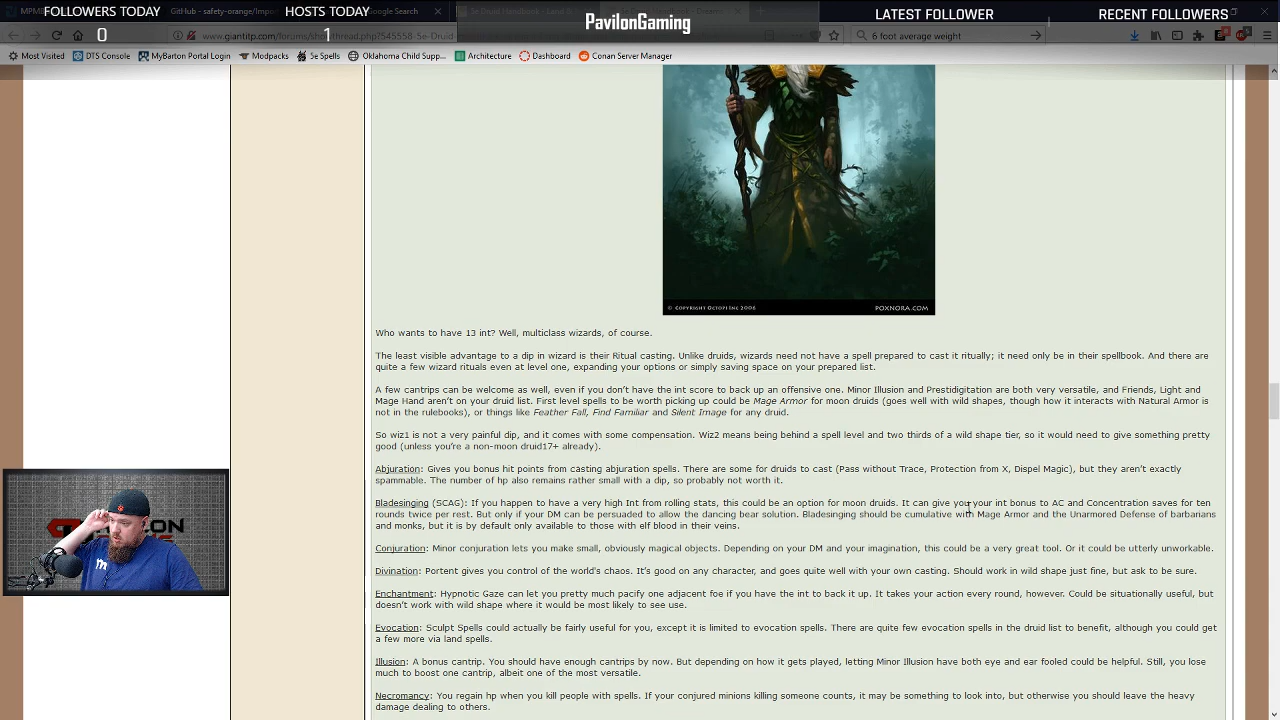 FOLLOWERS TODAY
HOSTS TODAY
PavilonGaming
LATEST FOLLOWER
RECENT FOLLOWERS
0
1
www.giantitp.com/forums/
6 foot average weight
Most Visited
DTS Console
MyBarton Portal Login
Modpacks
5e Spells
Oklahoma Child Supp...
Architecture
Dashboard
Conan Server Manager
© COPYRIGHT OCTOPI INC 2006
POXNORA.COM
Who wants to have 13 int? Well, multiclass wizards, of course.
The least visible advantage to a dip in wizard is their Ritual casting. Unlike druids, wizards need not have a spell prepared to cast it ritually; it need only be in their spellbook. And there are
quite a few wizard rituals even at level one, expanding your options or simply saving space on your prepared list.
A few cantrips can be welcome as well, even if you don't have the int score to back up an offensive one. Minor Illusion and Prestidigitation are both very versatile, and Friends, Light and
Mage Hand aren't on your druid list. First level spells to be worth picking up could be Mage Armor for moon druids (goes well with wild shapes, though how it interacts with Natural Armor is
not in the rulebooks), or things like Feather Fall, Find Familiar and Silent Image for any druid.
So wiz1 is not a very painful dip, and it comes with some compensation. Wiz2 means being behind a spell level and two thirds of a wild shape tier, so it would need to give something pretty
good (unless you're a non-moon druid17+ already).
Abjuration: Gives you bonus hit points from casting abjuration spells. There are some for druids to cast (Pass without Trace, Protection from X, Dispel Magic), but they aren't exactly
spammable. The number of hp also remains rather small with a dip, so probably not worth it.
Bladesinging (SCAG): If you happen to have a very high Int from rolling stats, this could be an option for moon druids. It can give you your int bonus to AC and Concentration saves for ten
rounds twice per rest. But only if your DM can be persuaded to allow the dancing bear solution. Bladesinging should be cumulative with Mage Armor and the Unarmored Defense of barbarians
and monks, but it is by default only available to those with elf blood in their veins.
Conjuration: Minor conjuration lets you make small, obviously magical objects. Depending on your DM and your imagination, this could be a very great tool. Or it could be utterly unworkable.
Divination: Portent gives you control of the world's chaos. It's good on any character, and goes quite well with your own casting. Should work in wild shape just fine, but ask to be sure.
Enchantment: Hypnotic Gaze can let you pretty much pacify one adjacent foe if you have the int to back it up. It takes your action every round, however. Could be situationally useful, but
doesn't work with wild shape where it would be most likely to see use.
Evocation: Sculpt Spells could actually be fairly useful for you, except it is limited to evocation spells. There are quite few evocation spells in the druid list to benefit, although you could get
a few more via land spells.
Illusion: A bonus cantrip. You should have enough cantrips by now. But depending on how it gets played, letting Minor Illusion have both eye and ear fooled could be helpful. Still, you lose
much to boost one cantrip, albeit one of the most versatile.
Necromancy: You regain hp when you kill people with spells. If your conjured minions killing someone counts, it may be something to look into, but otherwise you should leave the heavy
damage dealing to others.